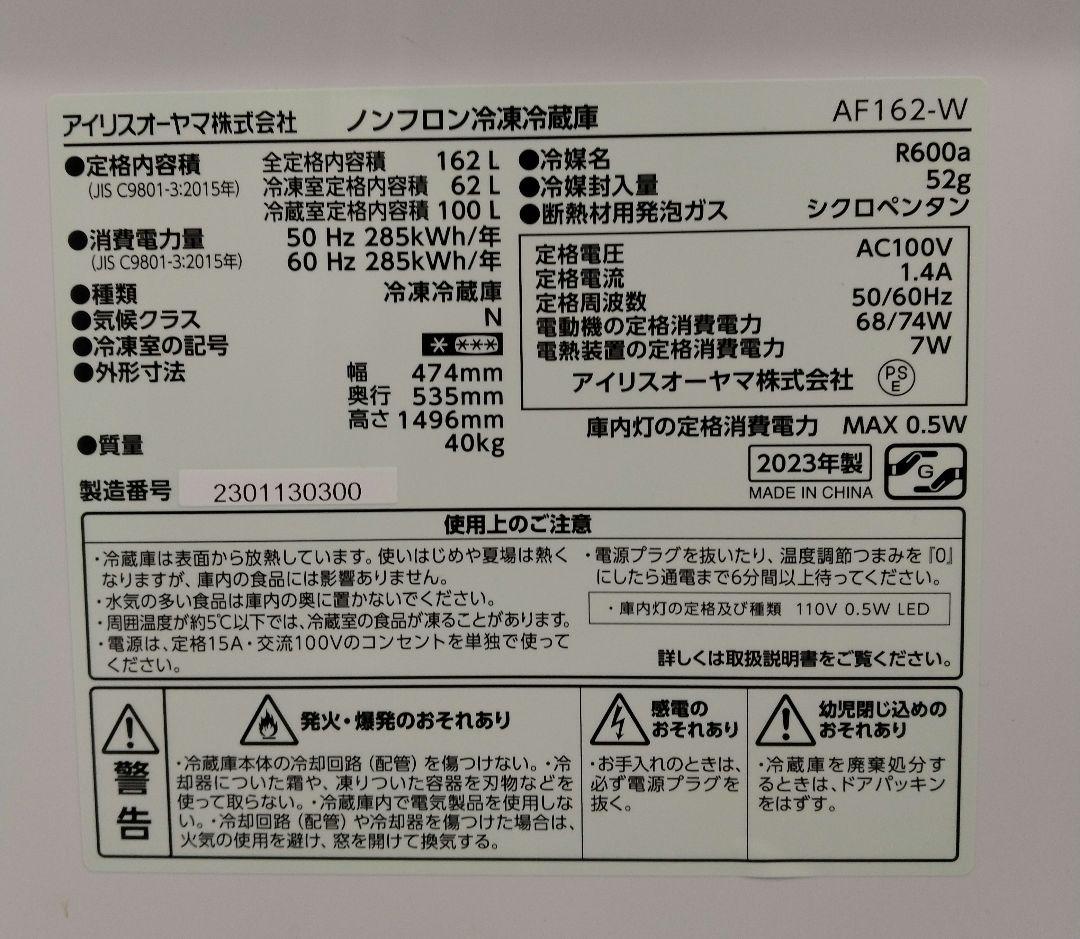 アイリスオーヤマ株式会社 ノンフロン冷凍冷蔵庫 AF162-W
●定格内容積 全定格内容積 162 L
(JIS C9801-3:2015年) 冷凍室定格内容積 62 L
冷蔵室定格内容積 100 L
●消費電力量 50 Hz 285kWh/年
(JIS C9801-3:2015年) 60 Hz 285kWh/年
●種類 冷凍冷蔵庫
●気候クラス N
●冷凍室の記号 * ***
●外形寸法 幅 474mm
奥行 535mm
高さ 1496mm
●質量 40kg
製造番号 2301130300
●冷媒名 R600a
●冷媒封入量 52g
●断熱材用発泡ガス シクロペンタン
定格電圧 AC100V
定格電流 1.4A
定格周波数 50/60Hz
電動機の定格消費電力 68/74W
電熱装置の定格消費電力 7W
アイリスオーヤマ株式会社 PSE
庫内灯の定格消費電力 MAX 0.5W
2023年製
MADE IN CHINA
G
使用上のご注意
・冷蔵庫は表面から放熱しています。使いはじめや夏場は熱く
なりますが、庫内の食品には影響ありません。
・水気の多い食品は庫内の奥に置かないでください。
・周囲温度が約5℃以下では、冷蔵室の食品が凍ることがあります。
・電源は、定格15A・交流100Vのコンセントを単独で使って
ください。
・電源プラグを抜いたり、温度調節つまみを『0』
にしたら通電まで6分間以上待ってください。
・庫内灯の定格及び種類 110V 0.5W LED
詳しくは取扱説明書をご覧ください。
警告
発火・爆発のおそれあり
・冷蔵庫本体の冷却回路（配管）を傷つけない。・冷
却器についた霜や、凍りついた容器を刃物などを
使って取らない。・冷蔵庫内で電気製品を使用しな
い。・冷却回路（配管）や冷却器を傷つけた場合は、
火気の使用を避け、窓を開けて換気する。
感電の
おそれあり
・お手入れのときは、
必ず電源プラグを
抜く。
幼児閉じ込めの
おそれあり
・冷蔵庫を廃棄処分す
るときは、ドアパッキン
をはずす。